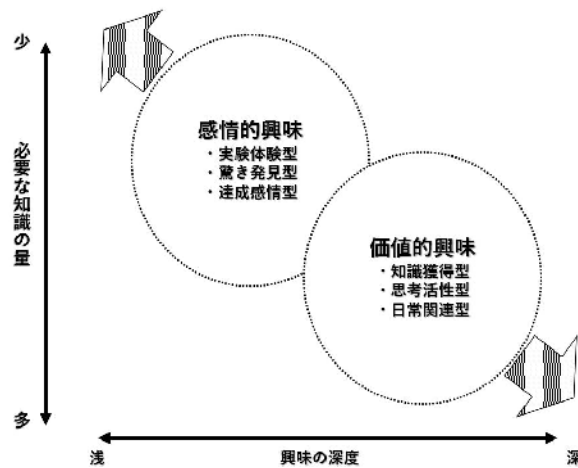 少
感情的興味
・実験体験型
・驚き発見型
・達成感情型
必要な知識の量
価値的興味
・知識獲得型
・思考活性型
・日常関連型
多
浅
興味の深度
深